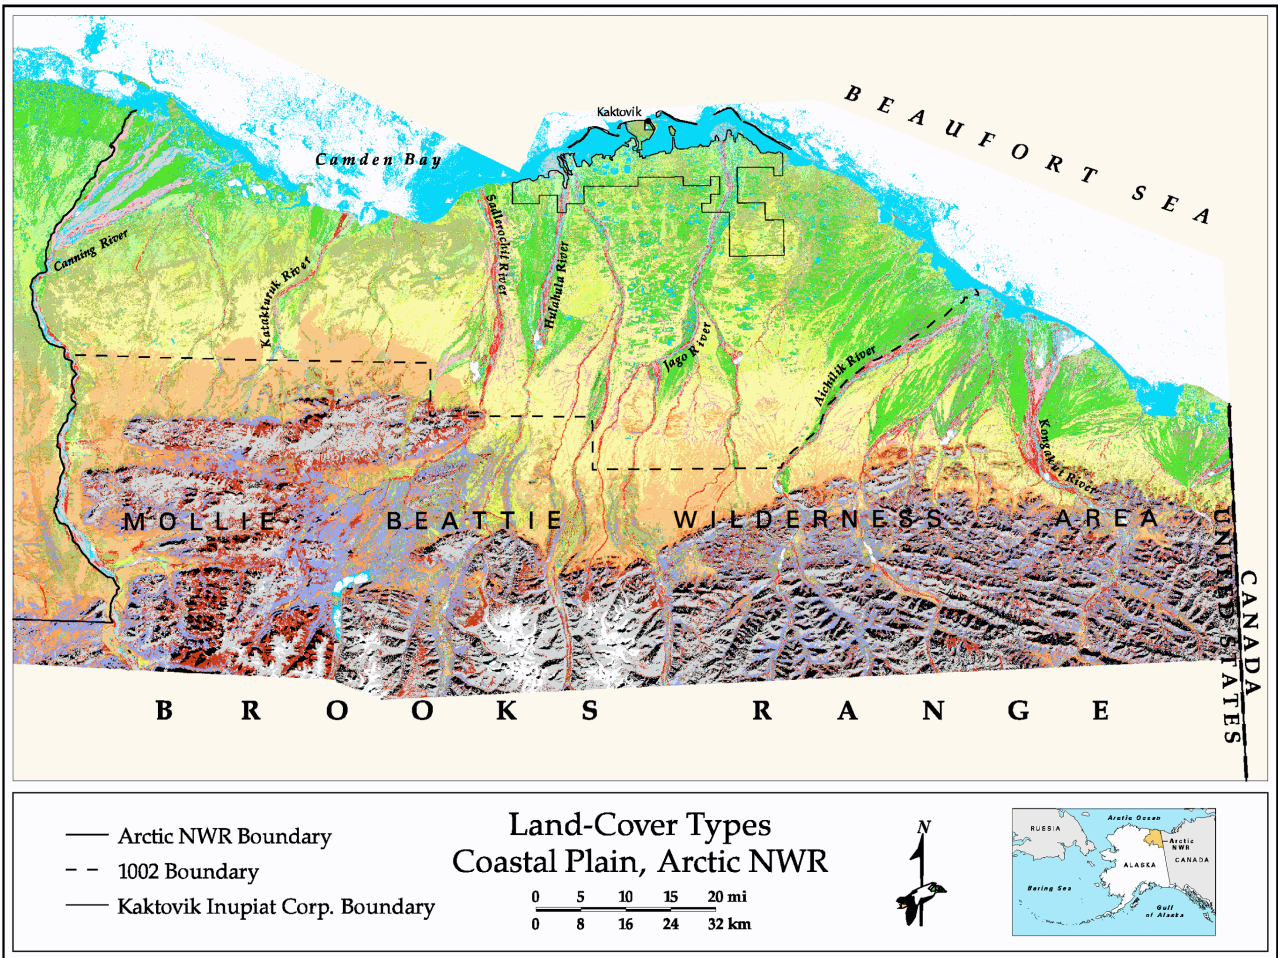 BEAUFORT SEA
Kaktovik
Camden Bay
Canning River
Katakturuk River
Sadlerochit River
Hulahula River
Jago River
Aichilik River
Kongakut River
MOLLIE BEATTIE WILDERNESS AREA
UNITED STATES
CANADA
BROOKS RANGE
Arctic NWR Boundary
1002 Boundary
Kaktovik Inupiat Corp. Boundary
Land-Cover Types
Coastal Plain, Arctic NWR
0 5 10 15 20 mi
0 8 16 24 32 km
N
Arctic Ocean
RUSSIA
Arctic
NWR
ALASKA
CANADA
Bering Sea
Gulf
of Alaska